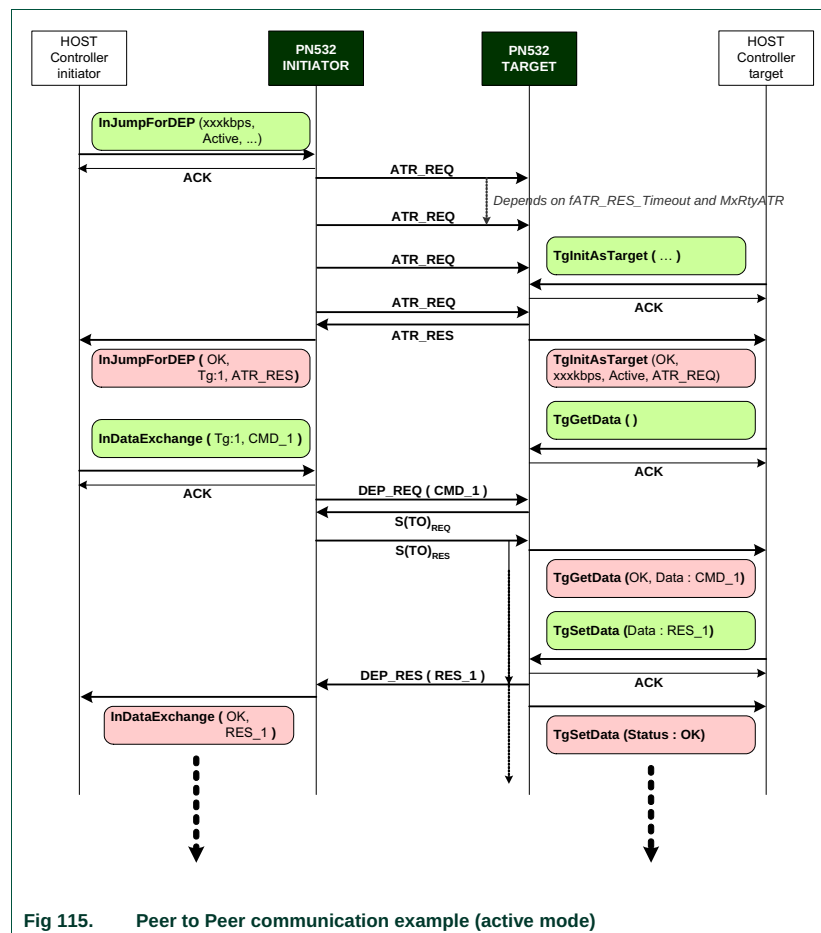 HOST
Controller
initiator
PN532
INITIATOR
PN532
TARGET
HOST
Controller
target
InJumpForDEP (xxxkbps,
Active, ...)
ACK
ATR_REQ
Depends on fATR_RES_Timeout and MxRtyATR
ATR_REQ
TgInitAsTarget ( … )
ATR_REQ
ACK
ATR_REQ
ATR_RES
InJumpForDEP ( OK,
Tg:1, ATR_RES)
TgInitAsTarget (OK,
xxxkbps, Active, ATR_REQ)
TgGetData ( )
InDataExchange ( Tg:1, CMD_1 )
ACK
ACK
DEP_REQ ( CMD_1 )
S(TO)REQ
S(TO)RES
TgGetData (OK, Data : CMD_1)
TgSetData (Data : RES_1)
DEP_RES ( RES_1 )
ACK
InDataExchange ( OK,
RES_1 )
TgSetData (Status : OK)
Fig 115. Peer to Peer communication example (active mode)